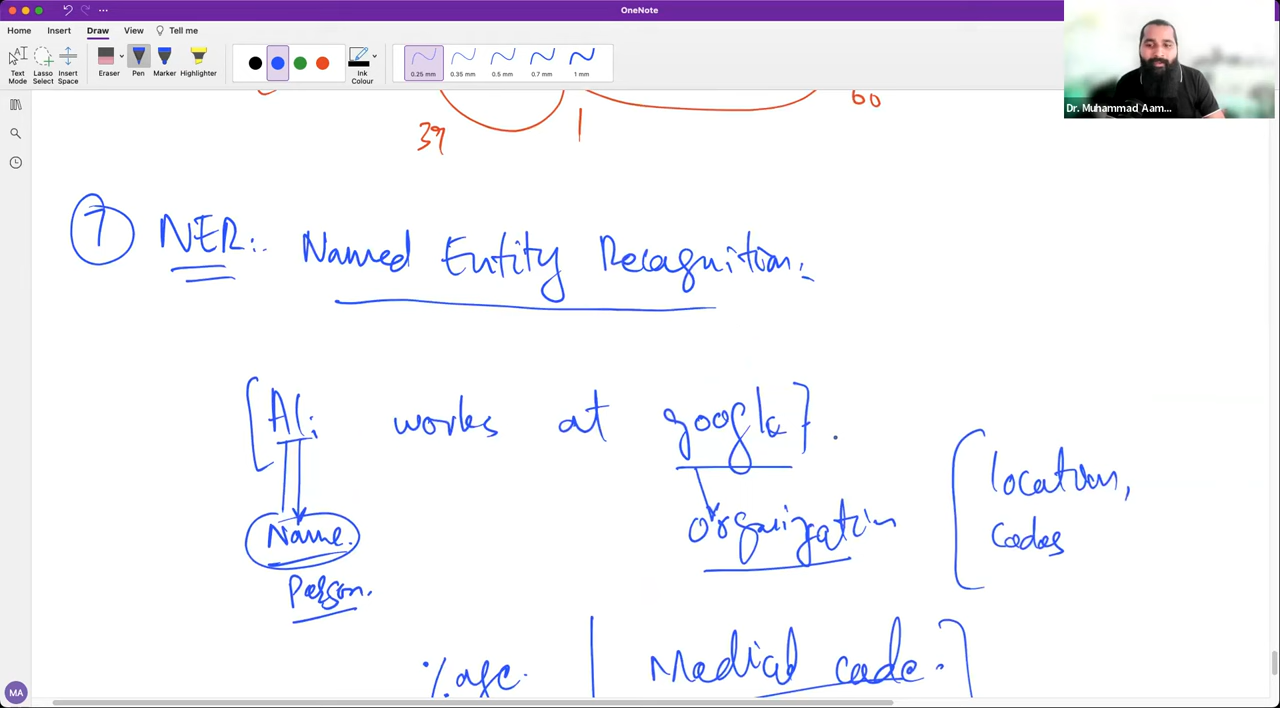 OneNote
Home Insert Draw View Tell me
Text Mode
Lasso Select
Insert Space
Eraser
Pen
Marker
Highlighter
Ink Colour
0.25 mm
0.35 mm
0.5 mm
0.7 mm
1 mm
Dr. Muhammad Aam...
39
1
60
7 NER:. Named Entity Recognition:
[Ali works at google}.
Name.
Person.
organization
location,
codes
%age. | Medical code.]
MA